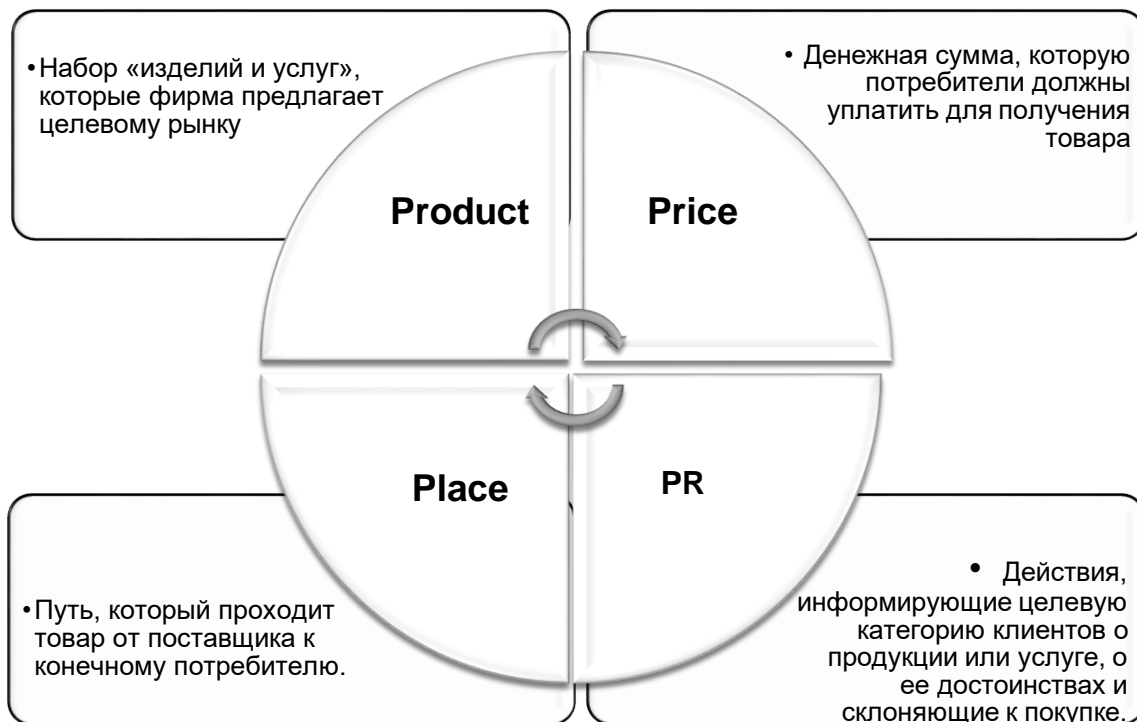 •Набор «изделий и услуг»,
которые фирма предлагает
целевому рынку
• Денежная сумма, которую
потребители должны
уплатить для получения
товара
Product
Price
Place
PR
•Путь, который проходит
товар от поставщика к
конечному потребителю.
• Действия,
информирующие целевую
категорию клиентов о
продукции или услуге, о
ее достоинствах и
склоняющие к покупке.